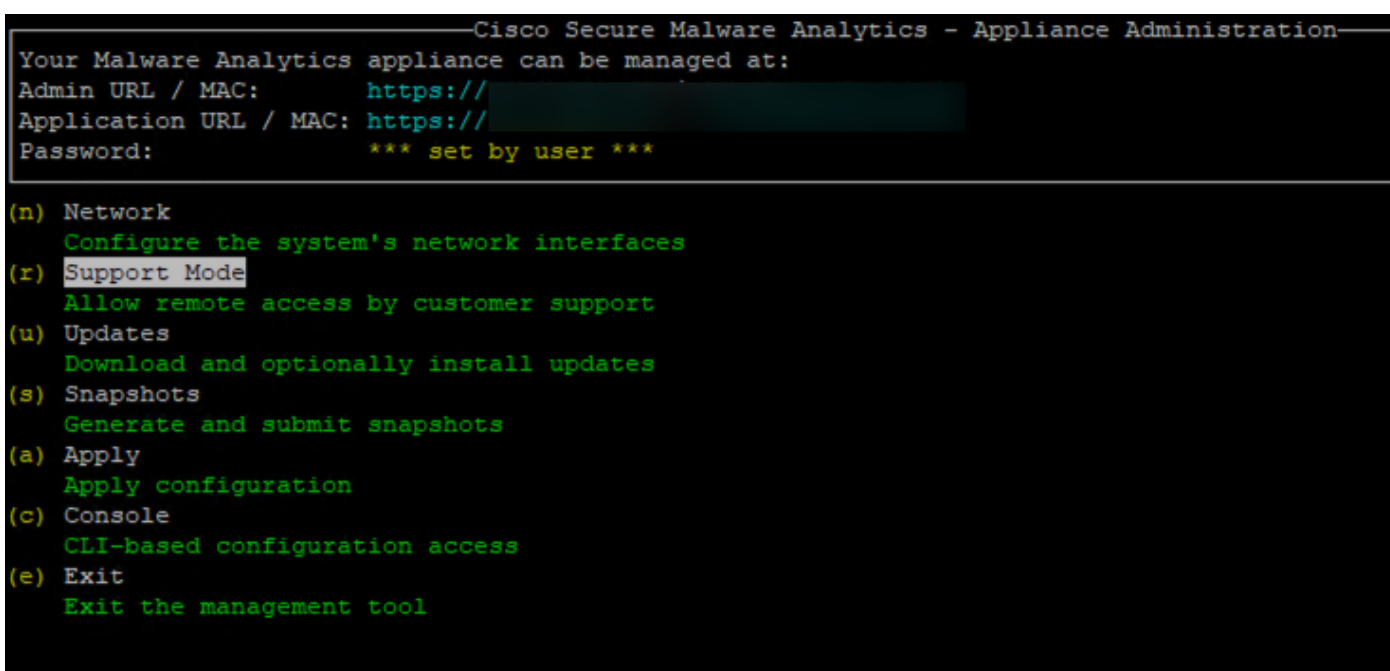 Cisco Secure Malware Analytics - Appliance Administration
Your Malware Analytics appliance can be managed at:
Admin URL / MAC: https://
Application URL / MAC: https://
Password: *** set by user ***
(n) Network
Configure the system's network interfaces
(r) Support Mode
Allow remote access by customer support
(u) Updates
Download and optionally install updates
(s) Snapshots
Generate and submit snapshots
(a) Apply
Apply configuration
(c) Console
CLI-based configuration access
(e) Exit
Exit the management tool